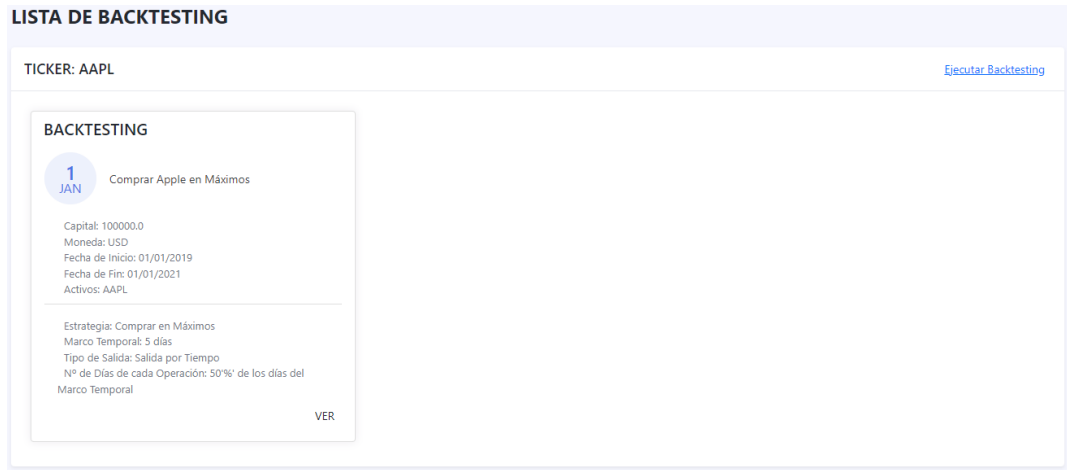 LISTA DE BACKTESTING
TICKER: AAPL
Ejecutar Backtesting
BACKTESTING
1
JAN
Comprar Apple en Máximos
Capital: 100000.0
Moneda: USD
Fecha de Inicio: 01/01/2019
Fecha de Fin: 01/01/2021
Activos: AAPL
Estrategia: Comprar en Máximos
Marco Temporal: 5 días
Tipo de Salida: Salida por Tiempo
Nº de Días de cada Operación: 50'%' de los días del
Marco Temporal
VER